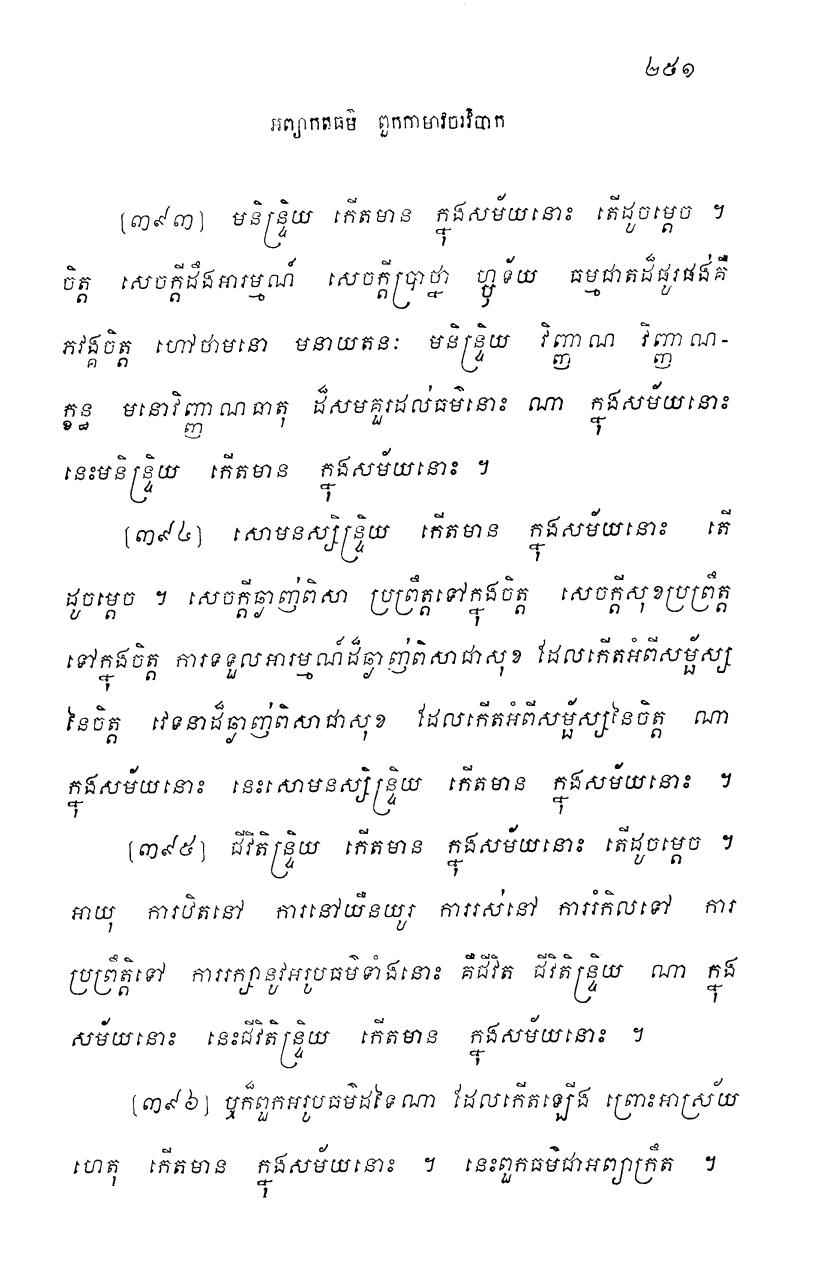 ២៥១
អព្យាកតធម៌ ពួកកាមាវចរវិបាក
[៣៩៣] មនិន្ទ្រិយ កើតមាន ក្នុងសម័យនោះ តើដូចម្តេច ។
ចិត្ត សេចក្តីដឹងអារម្មណ៍ សេចក្តីប្រាថ្នា ហ្ឫទ័យ ធម្មជាតដ៏ផូរផង់គឺ
ភវង្គចិត្ត ហៅថាមនោ មនាយតនៈ មនិន្ទ្រិយ វិញ្ញាណ វិញ្ញាណ-
ក្ខន្ធ មនោវិញ្ញាណធាតុ ដ៏សមគួរដល់ធម៌នោះ ណា ក្នុងសម័យនោះ
នេះមនិន្ទ្រិយ កើតមាន ក្នុងសម័យនោះ ។
[៣៩៤] សោមនស្សិន្ទ្រិយ កើតមាន ក្នុងសម័យនោះ តើ
ដូចម្តេច ។ សេចក្តីឆ្ងាញ់ពិសា ប្រព្រឹត្តទៅក្នុងចិត្ត សេចក្តីសុខប្រព្រឹត្ត
ទៅក្នុងចិត្ត ការទទួលអារម្មណ៍ដ៏ឆ្ងាញ់ពិសាជាសុខ ដែលកើតអំពីសម្ផ័ស្ស
នៃចិត្ត វេទនាដ៏ឆ្ងាញ់ពិសាជាសុខ ដែលកើតអំពីសម្ផ័ស្សនៃចិត្ត ណា
ក្នុងសម័យនោះ នេះសោមនស្សិន្ទ្រិយ កើតមាន ក្នុងសម័យនោះ ។
[៣៩៥] ជីវិតិន្ទ្រិយ កើតមាន ក្នុងសម័យនោះ តើដូចម្តេច ។
អាយុ ការបិតនៅ ការនៅយឺនយូរ ការរស់នៅ ការរំកិលទៅ ការ
ប្រព្រឹត្តិទៅ ការរក្សានូវអរូបធម៌ទាំងនោះ គឺជីវិត ជីវិតិន្ទ្រិយ ណា ក្នុង
សម័យនោះ នេះជីវិតិន្ទ្រិយ កើតមាន ក្នុងសម័យនោះ ។
[៣៩៦] ឬក៏ពួកអរូបធម៌ដទៃណា ដែលកើតឡើង ព្រោះអាស្រ័យ
ហេតុ កើតមាន ក្នុងសម័យនោះ ។ នេះពួកធម៌ជាអព្យាក្រឹត ។